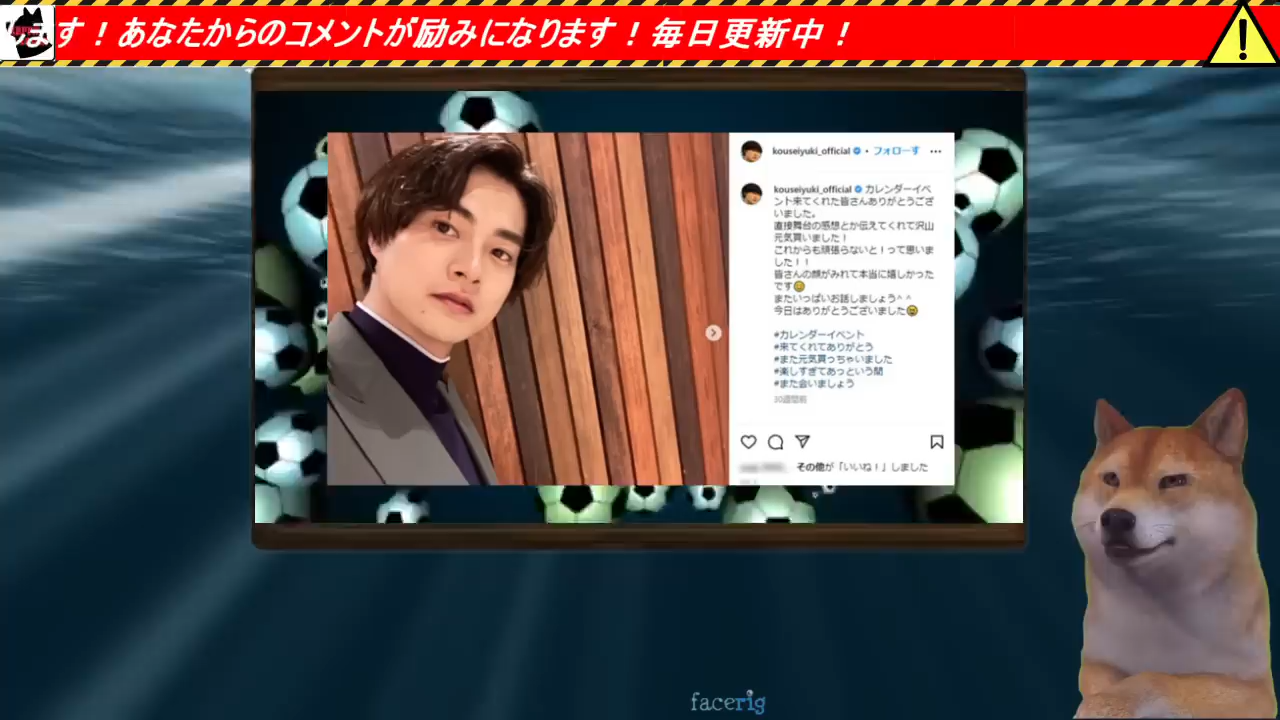 ます！あなたからのコメントが励みになります！毎日更新中！
kouseiyuki_official • フォローす ...
kouseiyuki_official カレンダーイベ
ント来てくれた皆さんありがとうござ
いました。
直接舞台の感想とか伝えてくれて沢山
元気貰いました！
これからも頑張らないと！って思いま
した！！
皆さんの顔がみれて本当に嬉しかった
です
またいっぱいお話しましょう^ ^
今日はありがとうございました
#カレンダーイベント
#来てくれてありがとう
#また元気貰っちゃいました
#楽しすぎてあっという間
#また会いましょう
30週間前
その他が「いいね！」しました
facerig